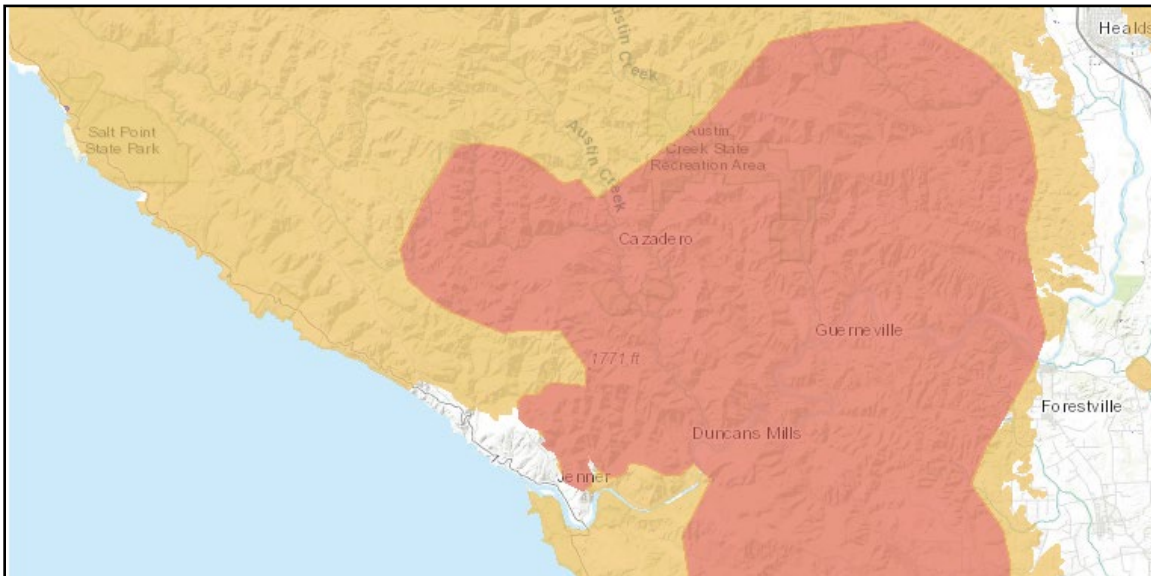 Austin Creek
Healds
Salt Point
State Park
Austin Creek
Austin
Creek State
Recreation Area
Cazadero
Guerneville
1771 ft
Forestville
Duncans Mills
Jenner